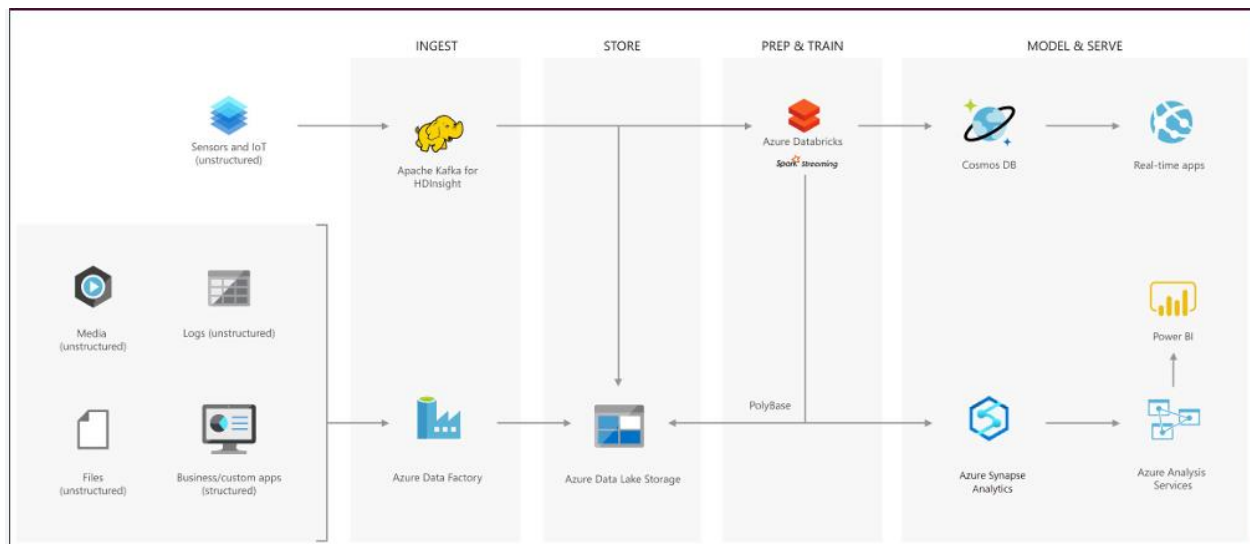 INGEST
STORE
PREP & TRAIN
MODEL & SERVE
Sensors and IoT
(unstructured)
Apache Kafka for
HDInsight
Azure Databricks
Spark Streaming
Cosmos DB
Real-time apps
Media
(unstructured)
Logs (unstructured)
Power BI
PolyBase
Files
(unstructured)
Business/custom apps
(structured)
Azure Data Factory
Azure Data Lake Storage
Azure Synapse
Analytics
Azure Analysis
Services